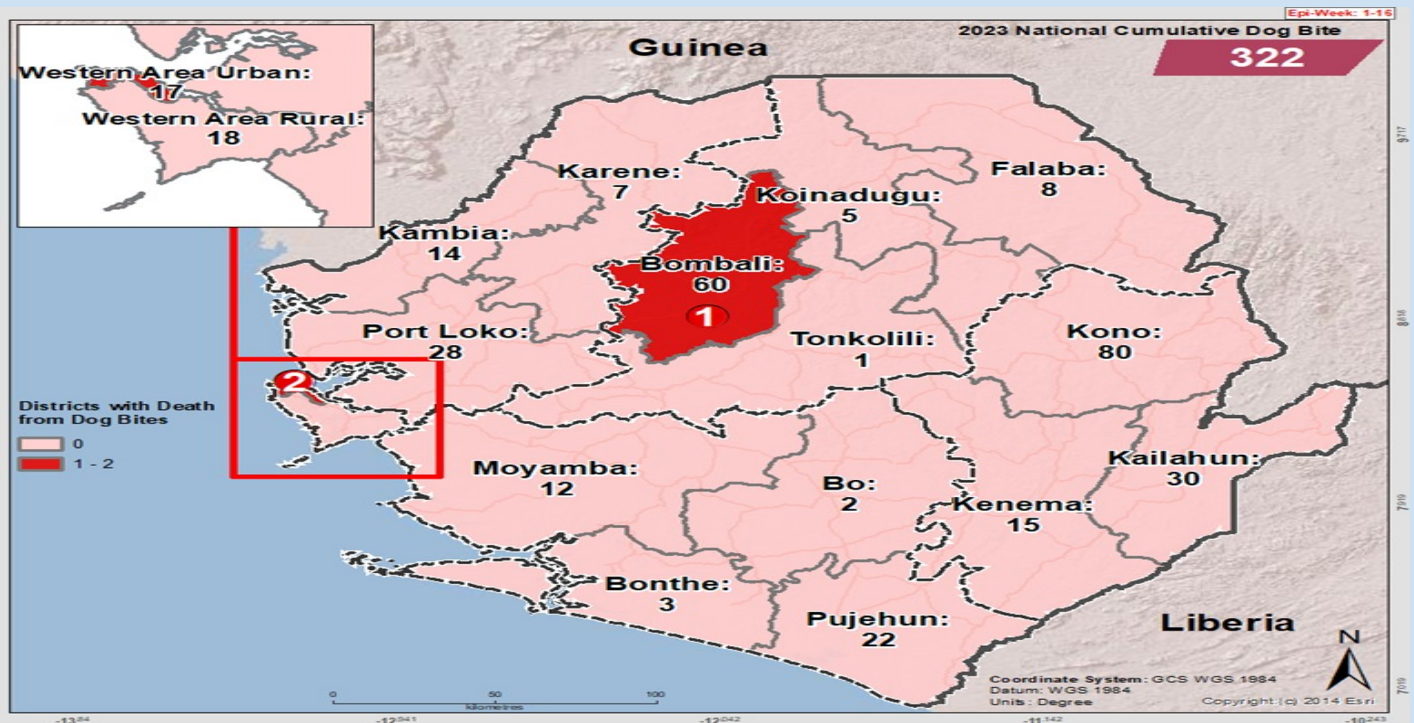 Epi-Week: 1-16
2023 National Cumulative Dog Bite
322
Guinea
Western Area Urban:
17
Western Area Rural:
18
Karene:
7
Koinadugu:
5
Falaba:
8
Kambia:
14
Bombali:
60
1
Port Loko:
28
Tonkolili:
1
Kono:
80
2
Districts with Death
from Dog Bites
0
1 - 2
Moyamba:
12
Bo:
2
Kenema:
15
Kailahun:
30
Bonthe:
3
Pujehun:
22
Liberia
N
0 50 100
kilometres
Coordinate System: GCS WGS 1984
Datum: WGS 1984
Units: Degree
Copyright:(c) 2014 Esri